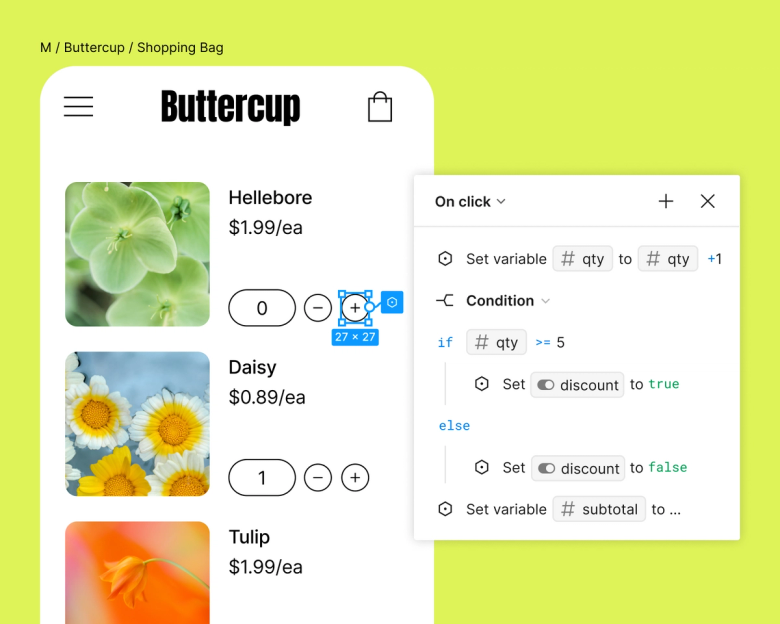 M / Buttercup / Shopping Bag
Buttercup
Hellebore
$1.99/ea
0
27 × 27
Daisy
$0.89/ea
1
Tulip
$1.99/ea
On click
Set variable # qty to # qty +1
Condition
if # qty >= 5
Set discount to true
else
Set discount to false
Set variable # subtotal to ...